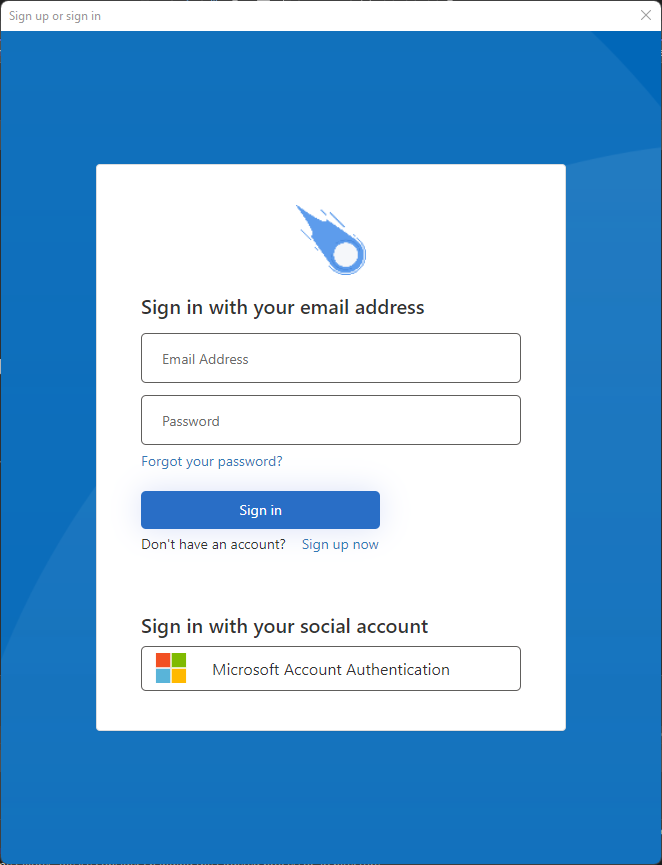 Sign up or sign in
Sign in with your email address
Email Address
Password
Forgot your password?
Sign in
Don't have an account? Sign up now
Sign in with your social account
Microsoft Account Authentication